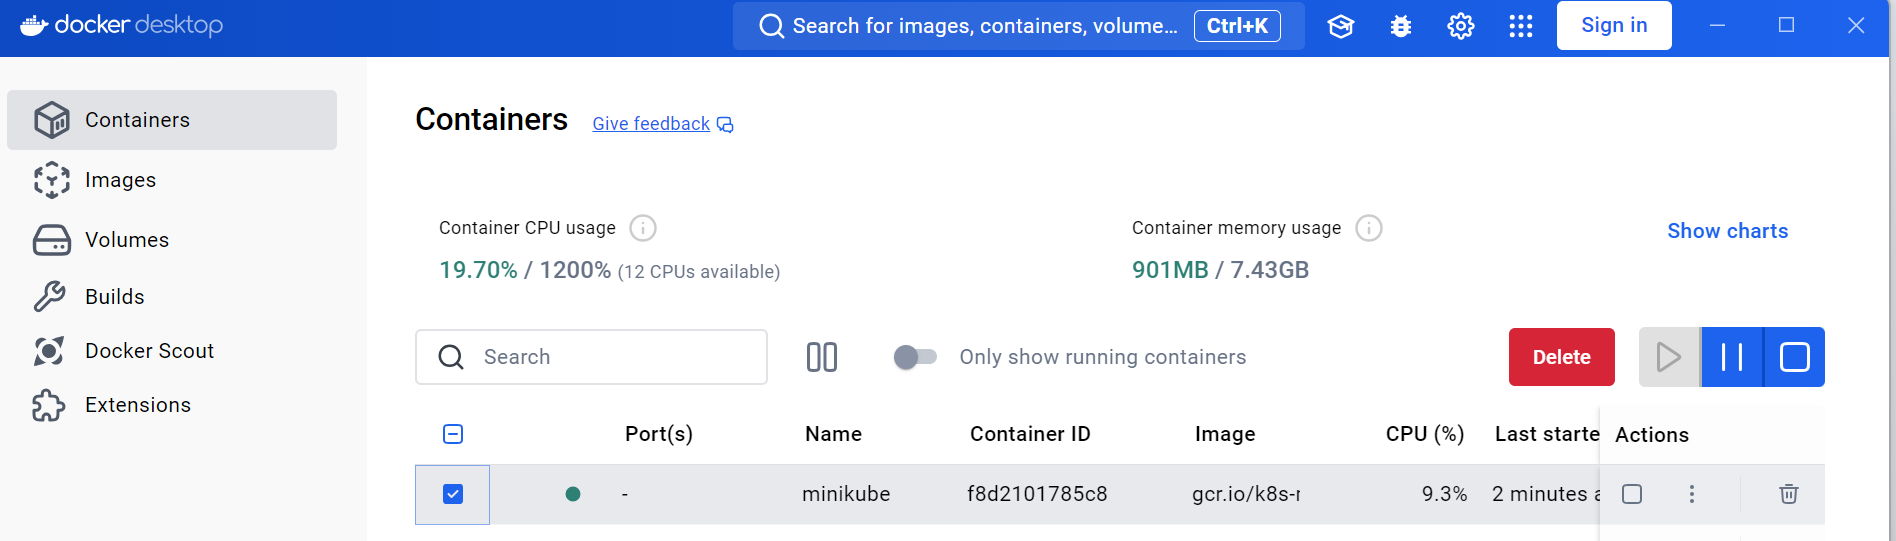 docker desktop
Search for images, containers, volume... Ctrl+K
Sign in
Containers
Images
Volumes
Builds
Docker Scout
Extensions
Containers Give feedback
Container CPU usage
19.70% / 1200% (12 CPUs available)
Container memory usage
901MB / 7.43GB
Show charts
Search
Only show running containers
Delete
Port(s) Name Container ID Image CPU (%) Last starte Actions
- minikube f8d2101785c8 gcr.io/k8s- 9.3% 2 minutes